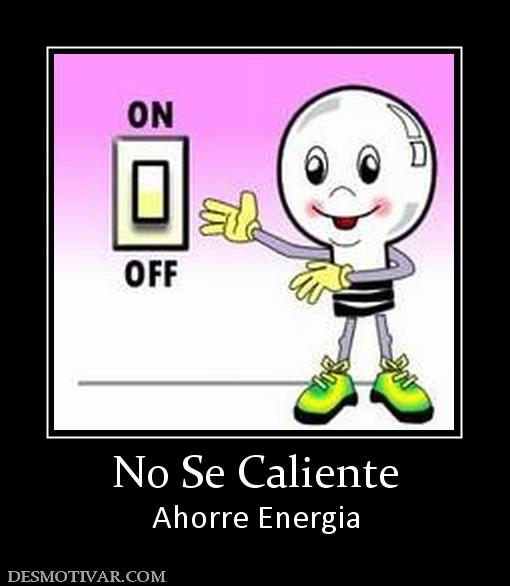 ON
OFF
No Se Caliente
Ahorre Energia
DESMOTIVAR.COM